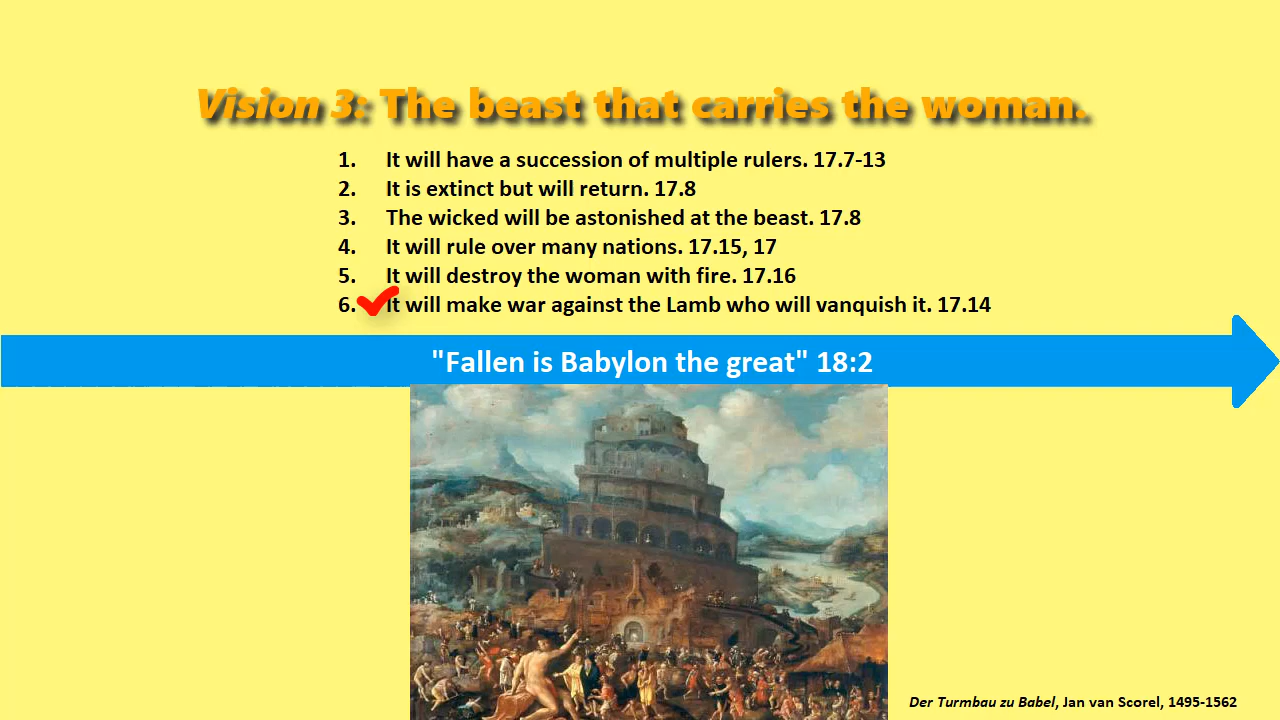 Vision 3: The beast that carries the woman.
1. It will have a succession of multiple rulers. 17.7-13
2. It is extinct but will return. 17.8
3. The wicked will be astonished at the beast. 17.8
4. It will rule over many nations. 17.15, 17
5. It will destroy the woman with fire. 17.16
6. It will make war against the Lamb who will vanquish it. 17.14
"Fallen is Babylon the great" 18:2
Der Turmbau zu Babel, Jan van Scorel, 1495-1562